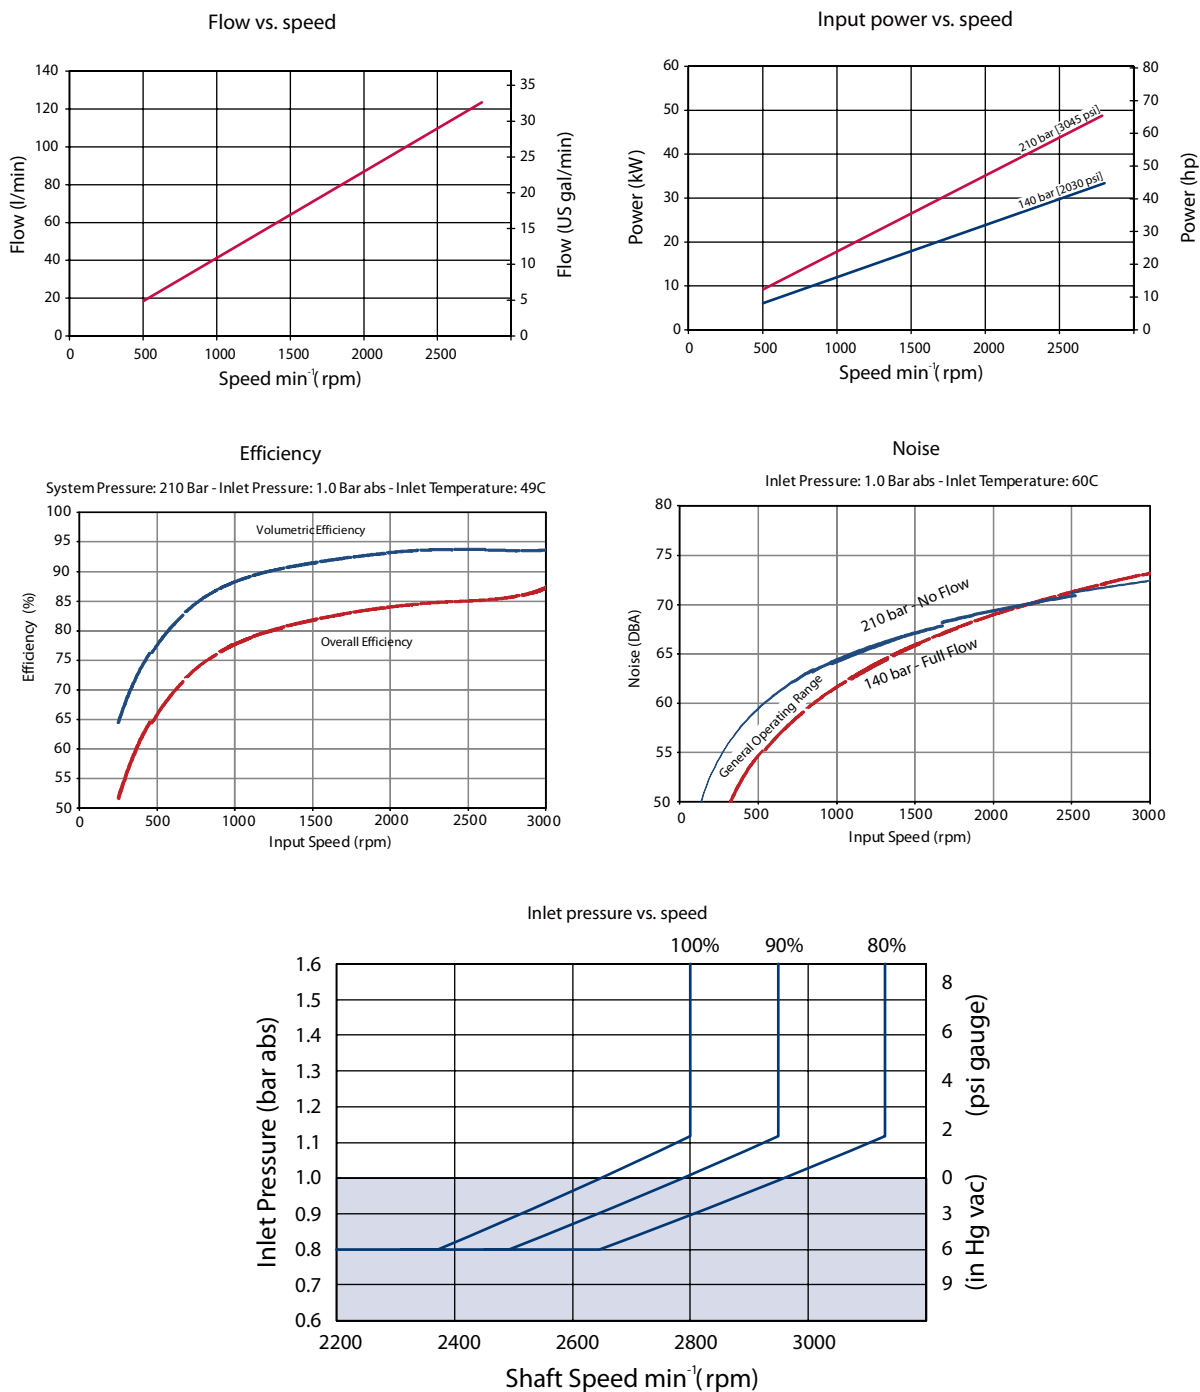 Flow vs. speed
140
120
100
80
60
40
20
0
Flow (l/min)
35
30
25
20
15
10
5
0
Flow (US gal/min)
0 500 1000 1500 2000 2500
Speed min⁻¹( rpm)
Input power vs. speed
60
50
40
30
20
10
0
Power (kW)
80
70
60
50
40
30
20
10
0
Power (hp)
210 bar [3045 psi]
140 bar [2030 psi]
0 500 1000 1500 2000 2500
Speed min⁻¹( rpm)
Efficiency
System Pressure: 210 Bar - Inlet Pressure: 1.0 Bar abs - Inlet Temperature: 49C
100
95
90
85
80
75
70
65
60
55
50
Efficiency (%)
Volumetric Efficiency
Overall Efficiency
0 500 1000 1500 2000 2500 3000
Input Speed (rpm)
Noise
Inlet Pressure: 1.0 Bar abs - Inlet Temperature: 60C
80
75
70
65
60
55
50
Noise (DBA)
210 bar - No Flow
140 bar - Full Flow
General Operating Range
0 500 1000 1500 2000 2500 3000
Input Speed (rpm)
Inlet pressure vs. speed
100% 90% 80%
1.6
1.5
1.4
1.3
1.2
1.1
1.0
0.9
0.8
0.7
0.6
Inlet Pressure (bar abs)
8
6
4
2
0
3
6
9
(psi gauge)
(in Hg vac)
2200 2400 2600 2800 3000
Shaft Speed min⁻¹( rpm)